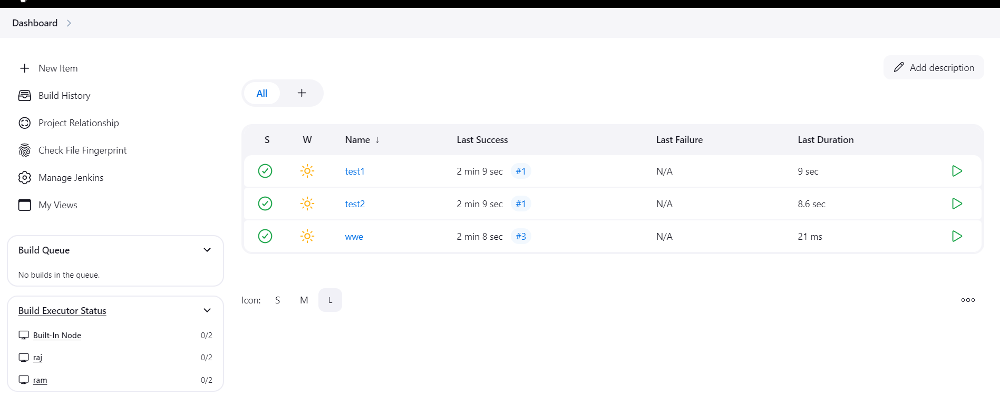 Dashboard
New Item
Build History
Project Relationship
Check File Fingerprint
Manage Jenkins
My Views
Build Queue
No builds in the queue.
Build Executor Status
Built-In Node 0/2
raj 0/2
ram 0/2
Add description
All
S W Name ↓ Last Success Last Failure Last Duration
test1 2 min 9 sec #1 N/A 9 sec
test2 2 min 9 sec #1 N/A 8.6 sec
wwe 2 min 8 sec #3 N/A 21 ms
Icon: S M L